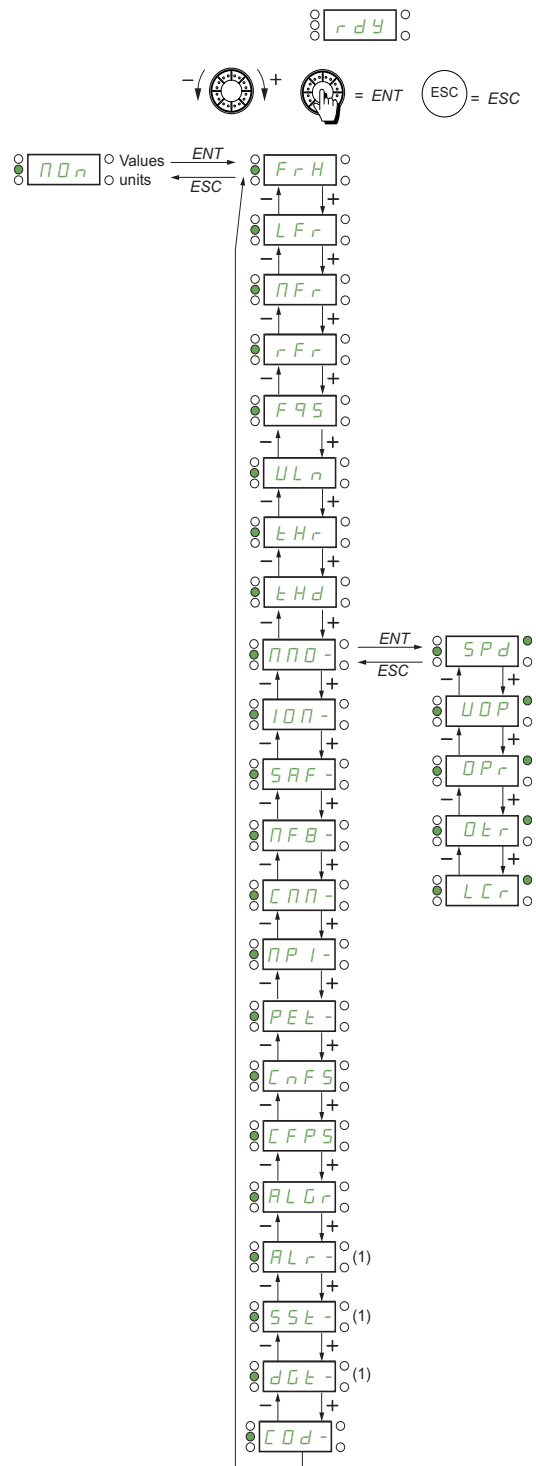 rdY
− + = ENT ESC = ESC
MOn Values units ENT ESC
FrH
− +
LFr
− +
MFr
− +
rFr
− +
F9S
− +
ULn
− +
tHr
− +
tHd
− +
MMO- ENT ESC SPd
− + − +
IOM- UOP
− + − +
SAF- OPr
− + − +
MFB- Otr
− + − +
CMM- LCr
− +
MPI-
− +
PEt-
− +
CnFS
− +
CFPS
− +
ALGr
− +
ALr- (1)
− +
SSt- (1)
− +
dGt- (1)
− +
COd-